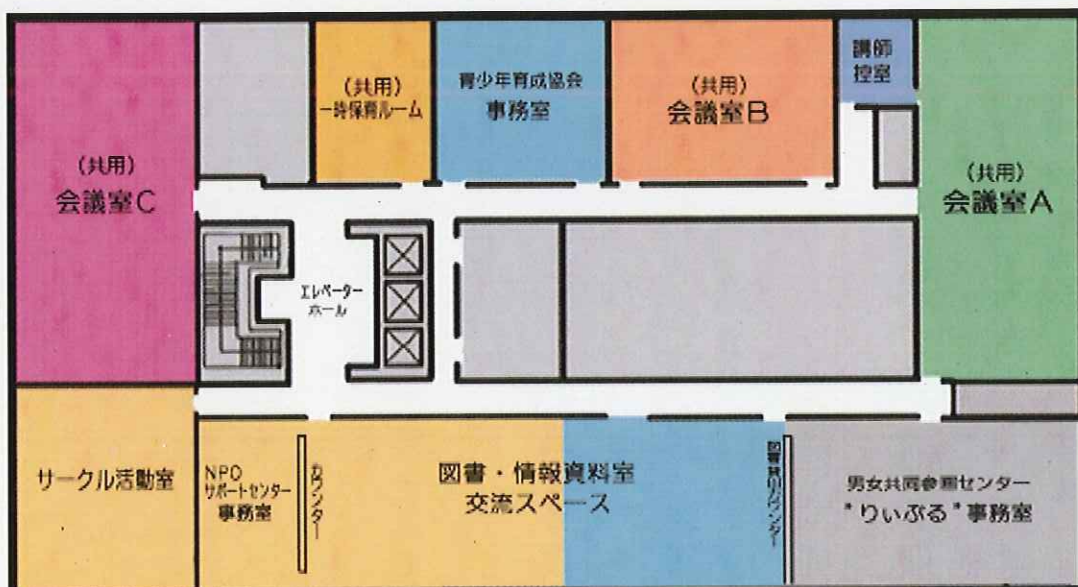 (共用)
会議室C
(共用)
一時保育ルーム
青少年育成協会
事務室
(共用)
会議室B
講師
控室
(共用)
会議室A
エレベーター
ホール
サークル活動室
NPO
サポートセンター
事務室
カウンター
図書・情報資料室
交流スペース
図書貸出カウンター
男女共同参画センター
"りぃぶる"事務室